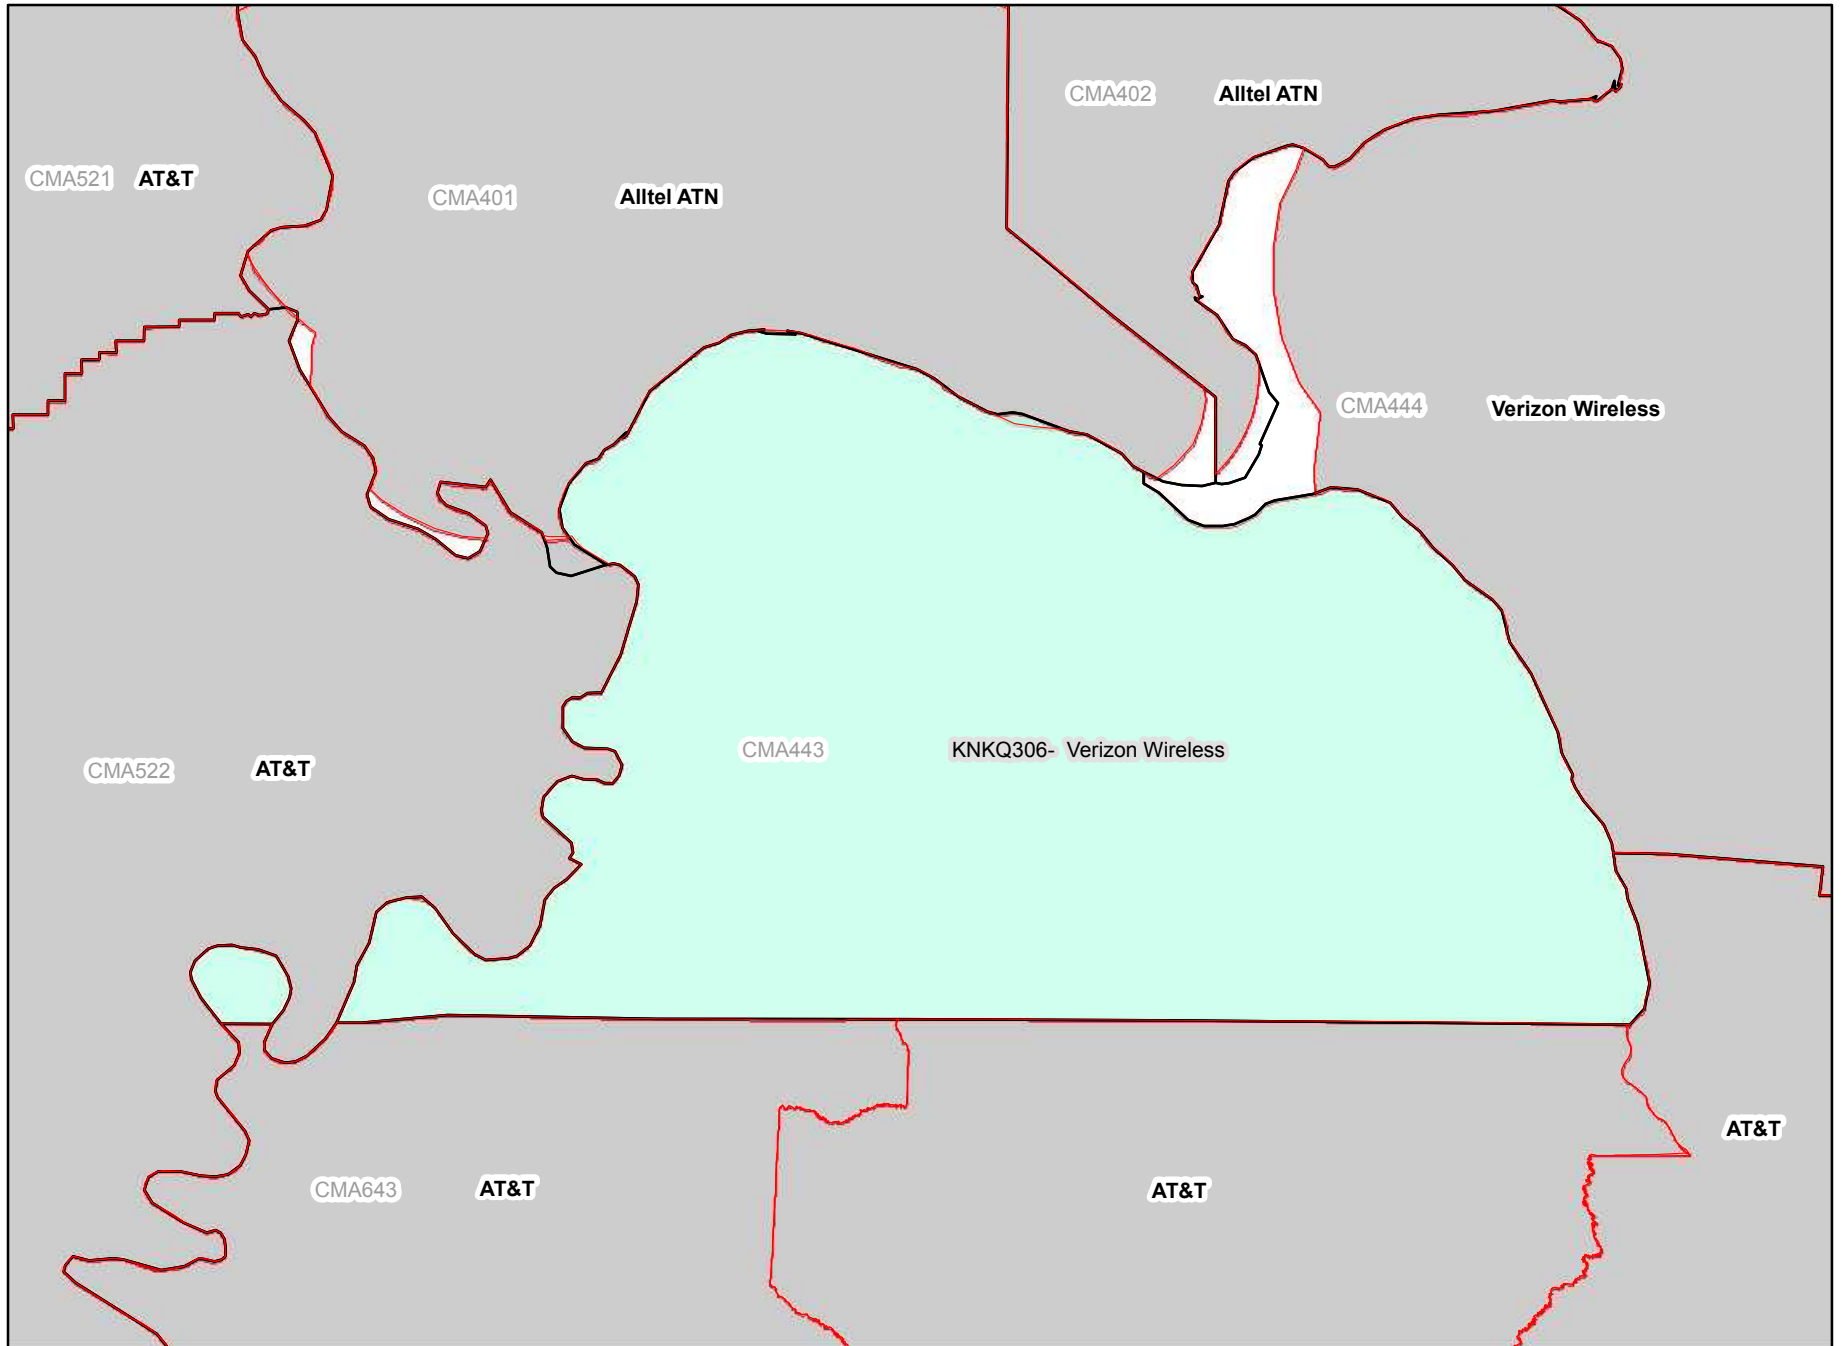 CMA402 Alltel ATN
CMA521 AT&T
CMA401 Alltel ATN
CMA444 Verizon Wireless
CMA443 KNKQ306- Verizon Wireless
CMA522 AT&T
AT&T
CMA643 AT&T
AT&T